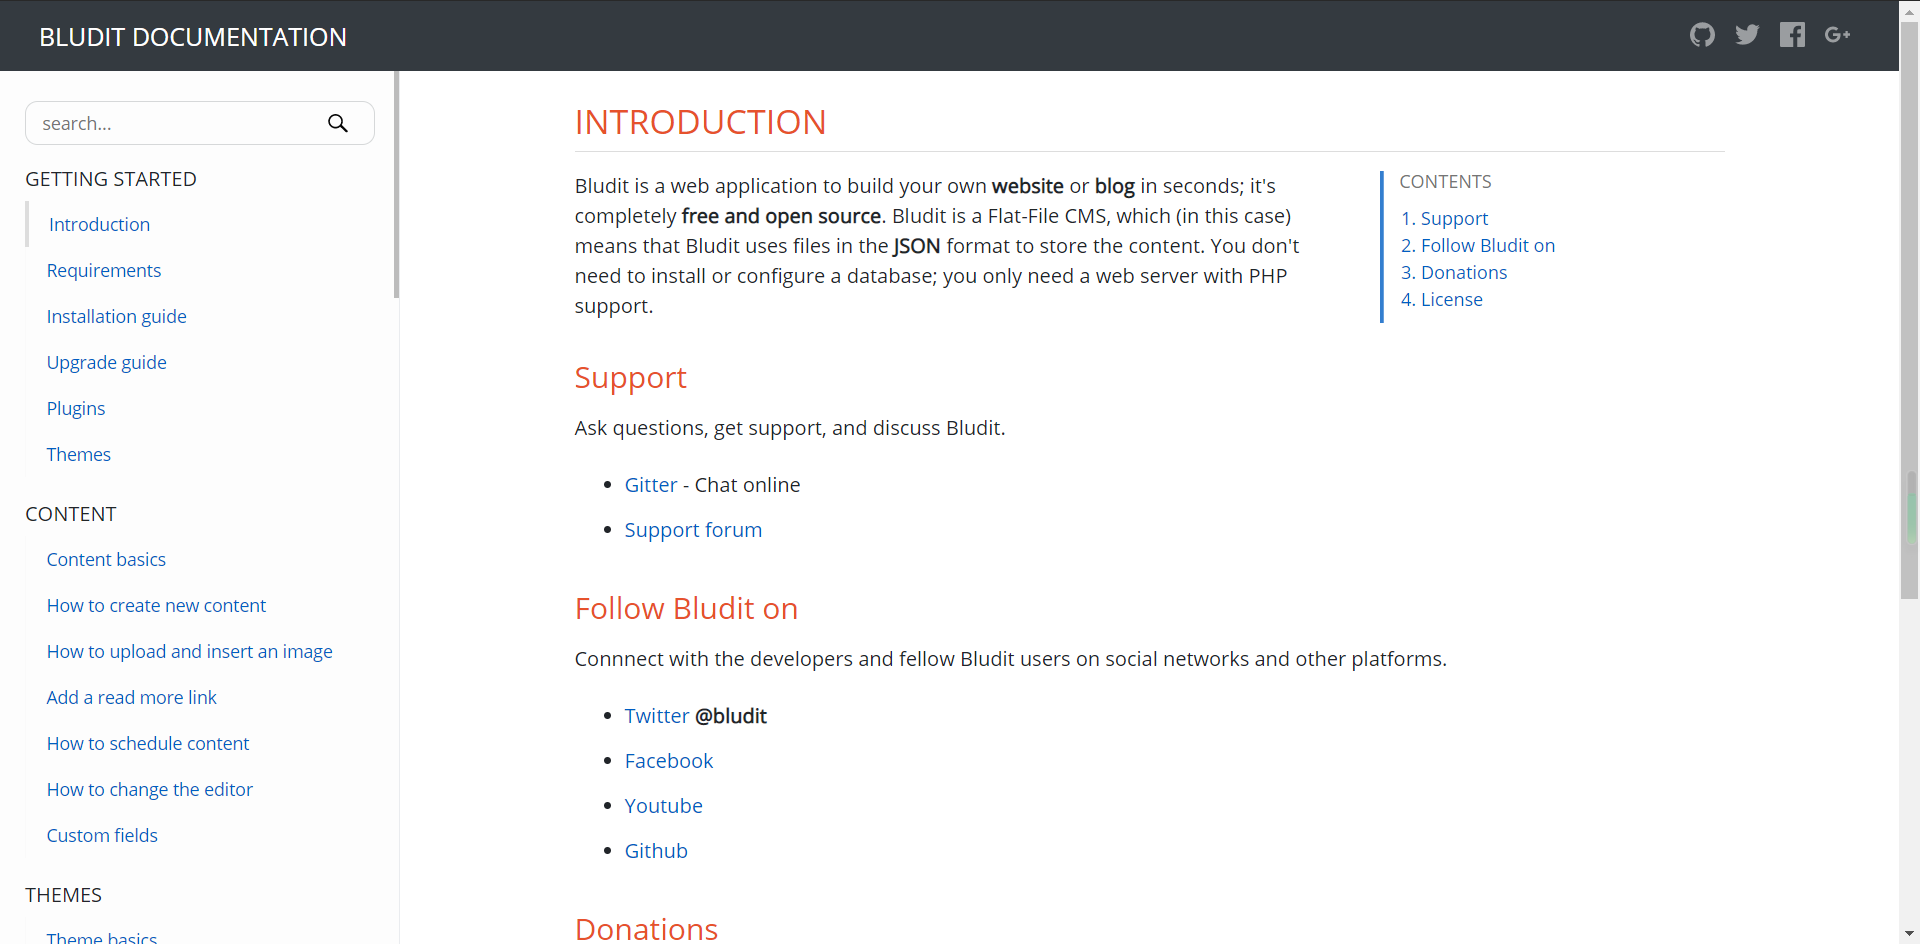 BLUDIT DOCUMENTATION
G+
search...
GETTING STARTED
Introduction
Requirements
Installation guide
Upgrade guide
Plugins
Themes
CONTENT
Content basics
How to create new content
How to upload and insert an image
Add a read more link
How to schedule content
How to change the editor
Custom fields
THEMES
Theme basics
INTRODUCTION
Bludit is a web application to build your own website or blog in seconds; it's
completely free and open source. Bludit is a Flat-File CMS, which (in this case)
means that Bludit uses files in the JSON format to store the content. You don't
need to install or configure a database; you only need a web server with PHP
support.
CONTENTS
1. Support
2. Follow Bludit on
3. Donations
4. License
Support
Ask questions, get support, and discuss Bludit.
• Gitter - Chat online
• Support forum
Follow Bludit on
Connnect with the developers and fellow Bludit users on social networks and other platforms.
• Twitter @bludit
• Facebook
• Youtube
• Github
Donations